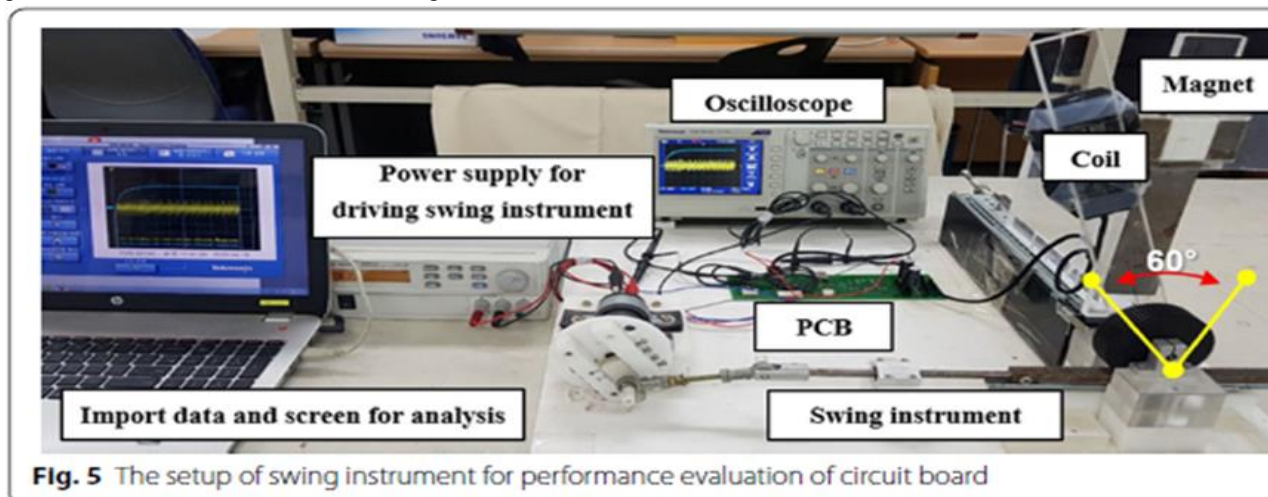 Oscilloscope
Magnet
Coil
Power supply for
driving swing instrument
60°
PCB
Import data and screen for analysis
Swing instrument
Fig. 5 The setup of swing instrument for performance evaluation of circuit board